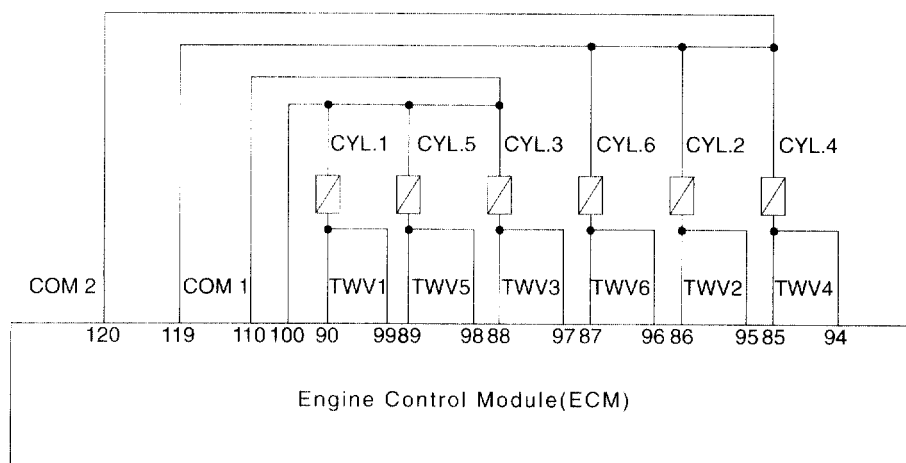 CYL.1 CYL.5 CYL.3 CYL.6 CYL.2 CYL.4
COM 2 COM 1 TWV1 TWV5 TWV3 TWV6 TWV2 TWV4
120 119 110 100 90 99 89 98 88 97 87 96 86 95 85 94
Engine Control Module(ECM)